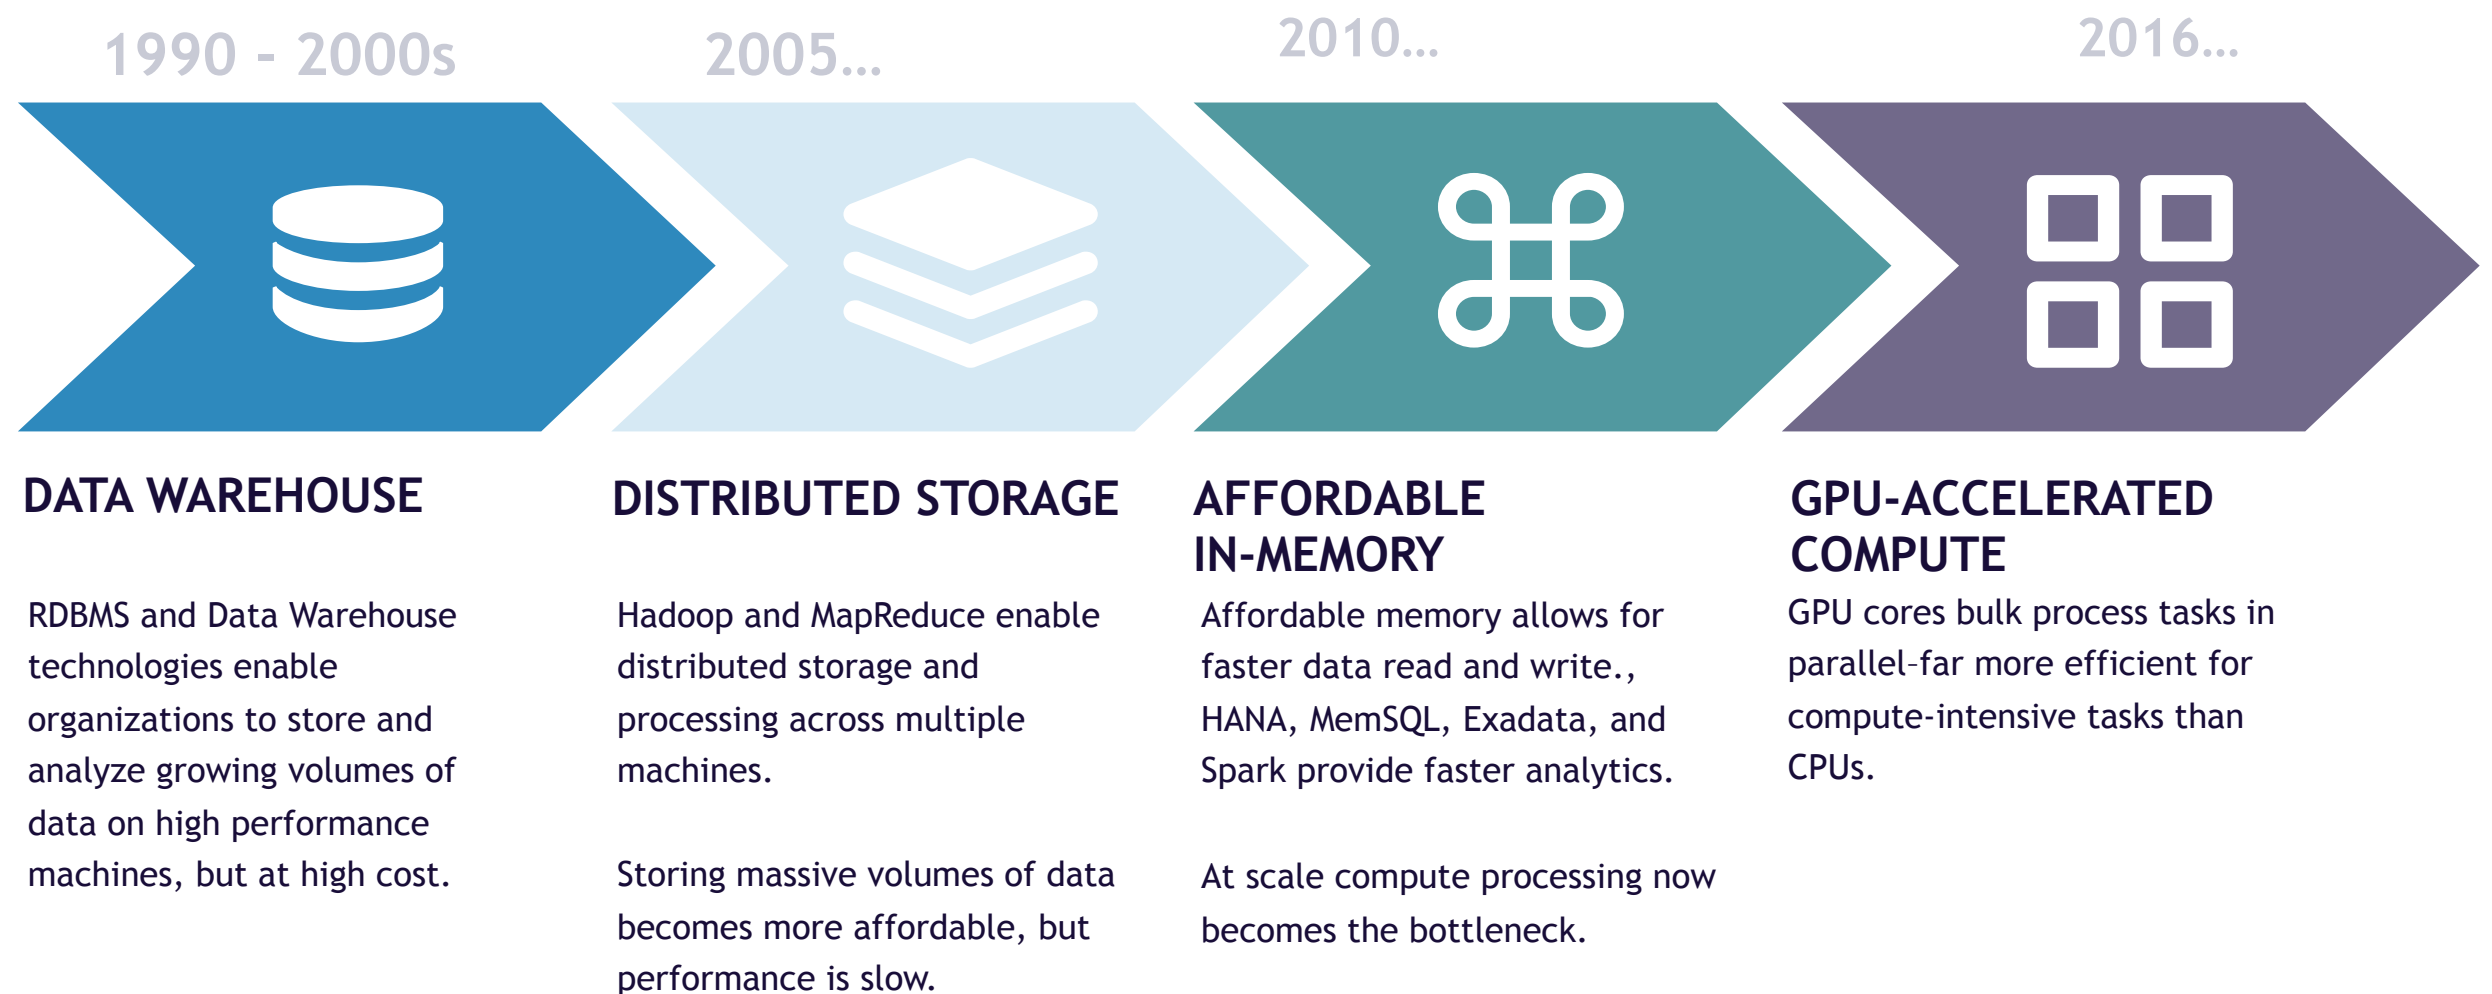 1990 - 2000s
2005...
2010...
2016...
DATA WAREHOUSE
RDBMS and Data Warehouse
technologies enable
organizations to store and
analyze growing volumes of
data on high performance
machines, but at high cost.
DISTRIBUTED STORAGE
Hadoop and MapReduce enable
distributed storage and
processing across multiple
machines.
Storing massive volumes of data
becomes more affordable, but
performance is slow.
AFFORDABLE
IN-MEMORY
Affordable memory allows for
faster data read and write.,
HANA, MemSQL, Exadata, and
Spark provide faster analytics.
At scale compute processing now
becomes the bottleneck.
GPU-ACCELERATED
COMPUTE
GPU cores bulk process tasks in
parallel–far more efficient for
compute-intensive tasks than
CPUs.